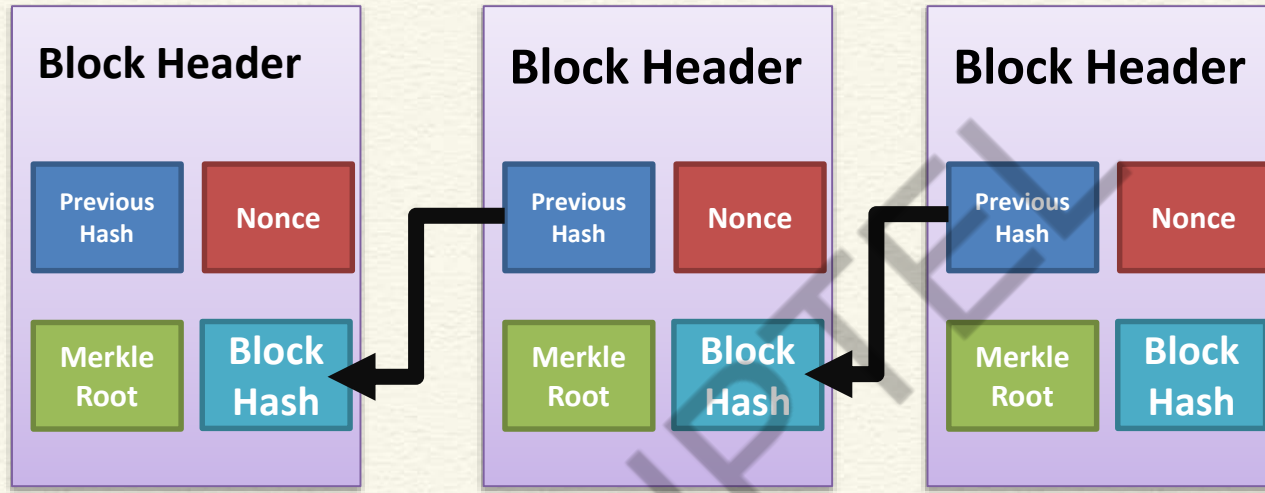 Block Header
Previous
Hash
Nonce
Merkle
Root
Block
Hash
Block Header
Previous
Hash
Nonce
Merkle
Root
Block
Hash
Block Header
Previous
Hash
Nonce
Merkle
Root
Block
Hash
NPTEL